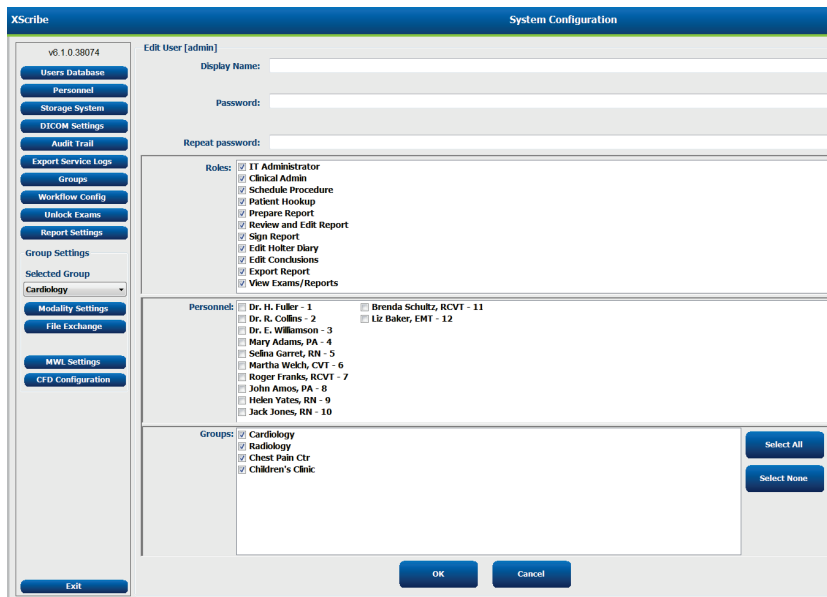 XScribe System Configuration
v6.1.0.38074
Users Database
Personnel
Storage System
DICOM Settings
Audit Trail
Export Service Logs
Groups
Workflow Config
Unlock Exams
Report Settings
Group Settings
Selected Group
Cardiology
Modality Settings
File Exchange
MWL Settings
CFD Configuration
Exit
Edit User [admin]
Display Name:
Password:
Repeat password:
Roles:
IT Administrator
Clinical Admin
Schedule Procedure
Patient Hookup
Prepare Report
Review and Edit Report
Sign Report
Edit Holter Diary
Edit Conclusions
Export Report
View Exams/Reports
Personnel:
Dr. H. Fuller - 1
Dr. R. Collins - 2
Dr. E. Williamson - 3
Mary Adams, PA - 4
Selina Garret, RN - 5
Martha Welch, CVT - 6
Roger Franks, RCVT - 7
John Amos, PA - 8
Helen Yates, RN - 9
Jack Jones, RN - 10
Brenda Schultz, RCVT - 11
Liz Baker, EMT - 12
Groups:
Cardiology
Radiology
Chest Pain Ctr
Children's Clinic
Select All
Select None
OK Cancel